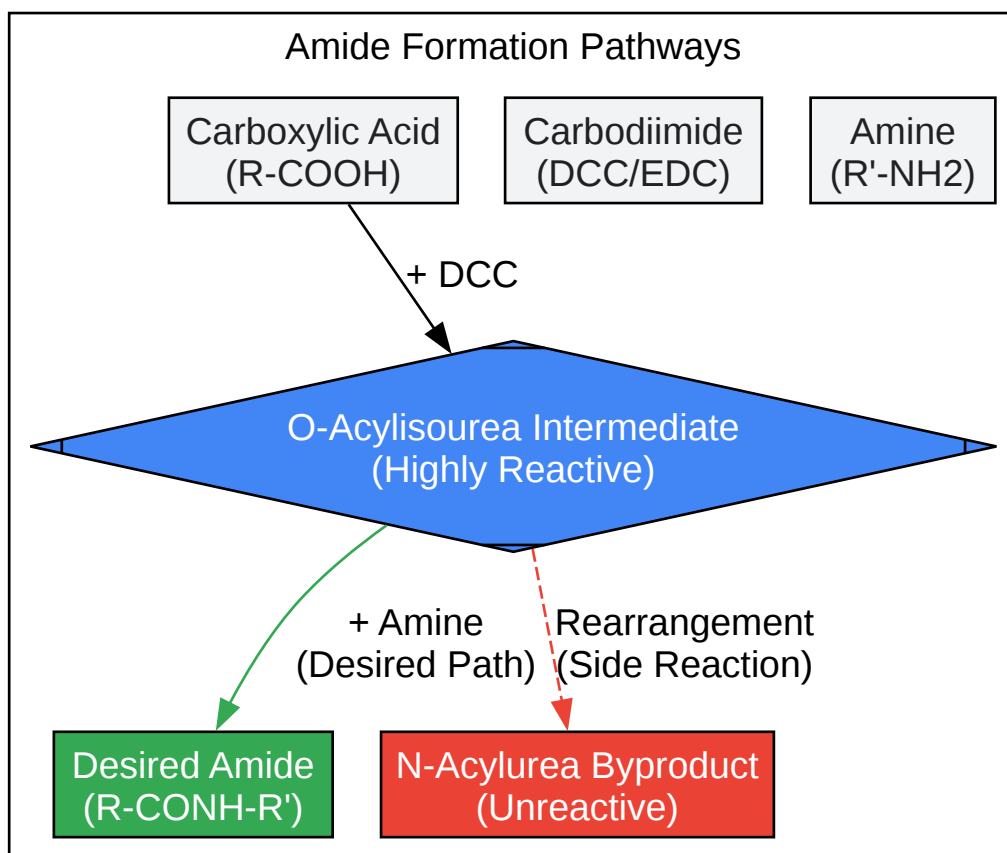 Amide Formation Pathways
Carboxylic Acid
(R-COOH)
Carbodiimide
(DCC/EDC)
Amine
(R'-NH2)
+ DCC
O-Acylisourea Intermediate
(Highly Reactive)
+ Amine
(Desired Path)
Rearrangement
(Side Reaction)
Desired Amide
(R-CONH-R')
N-Acylurea Byproduct
(Unreactive)